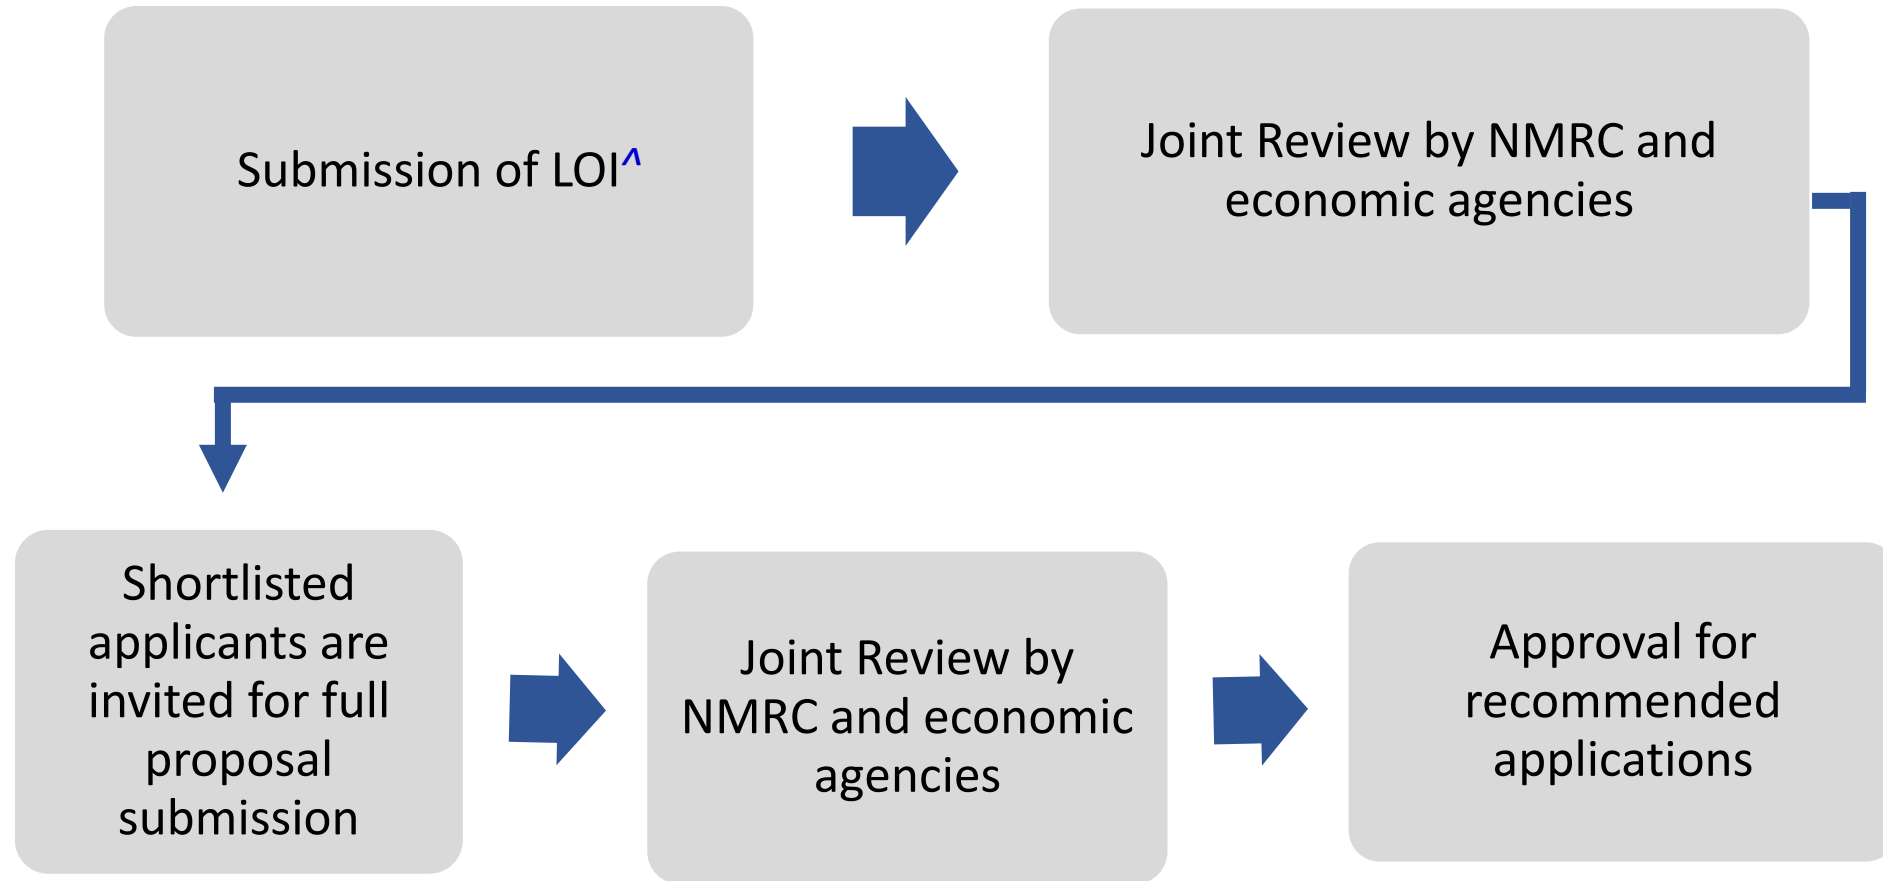 Submission of LOI^
Joint Review by NMRC and
economic agencies
Shortlisted
applicants are
invited for full
proposal
submission
Joint Review by
NMRC and economic
agencies
Approval for
recommended
applications